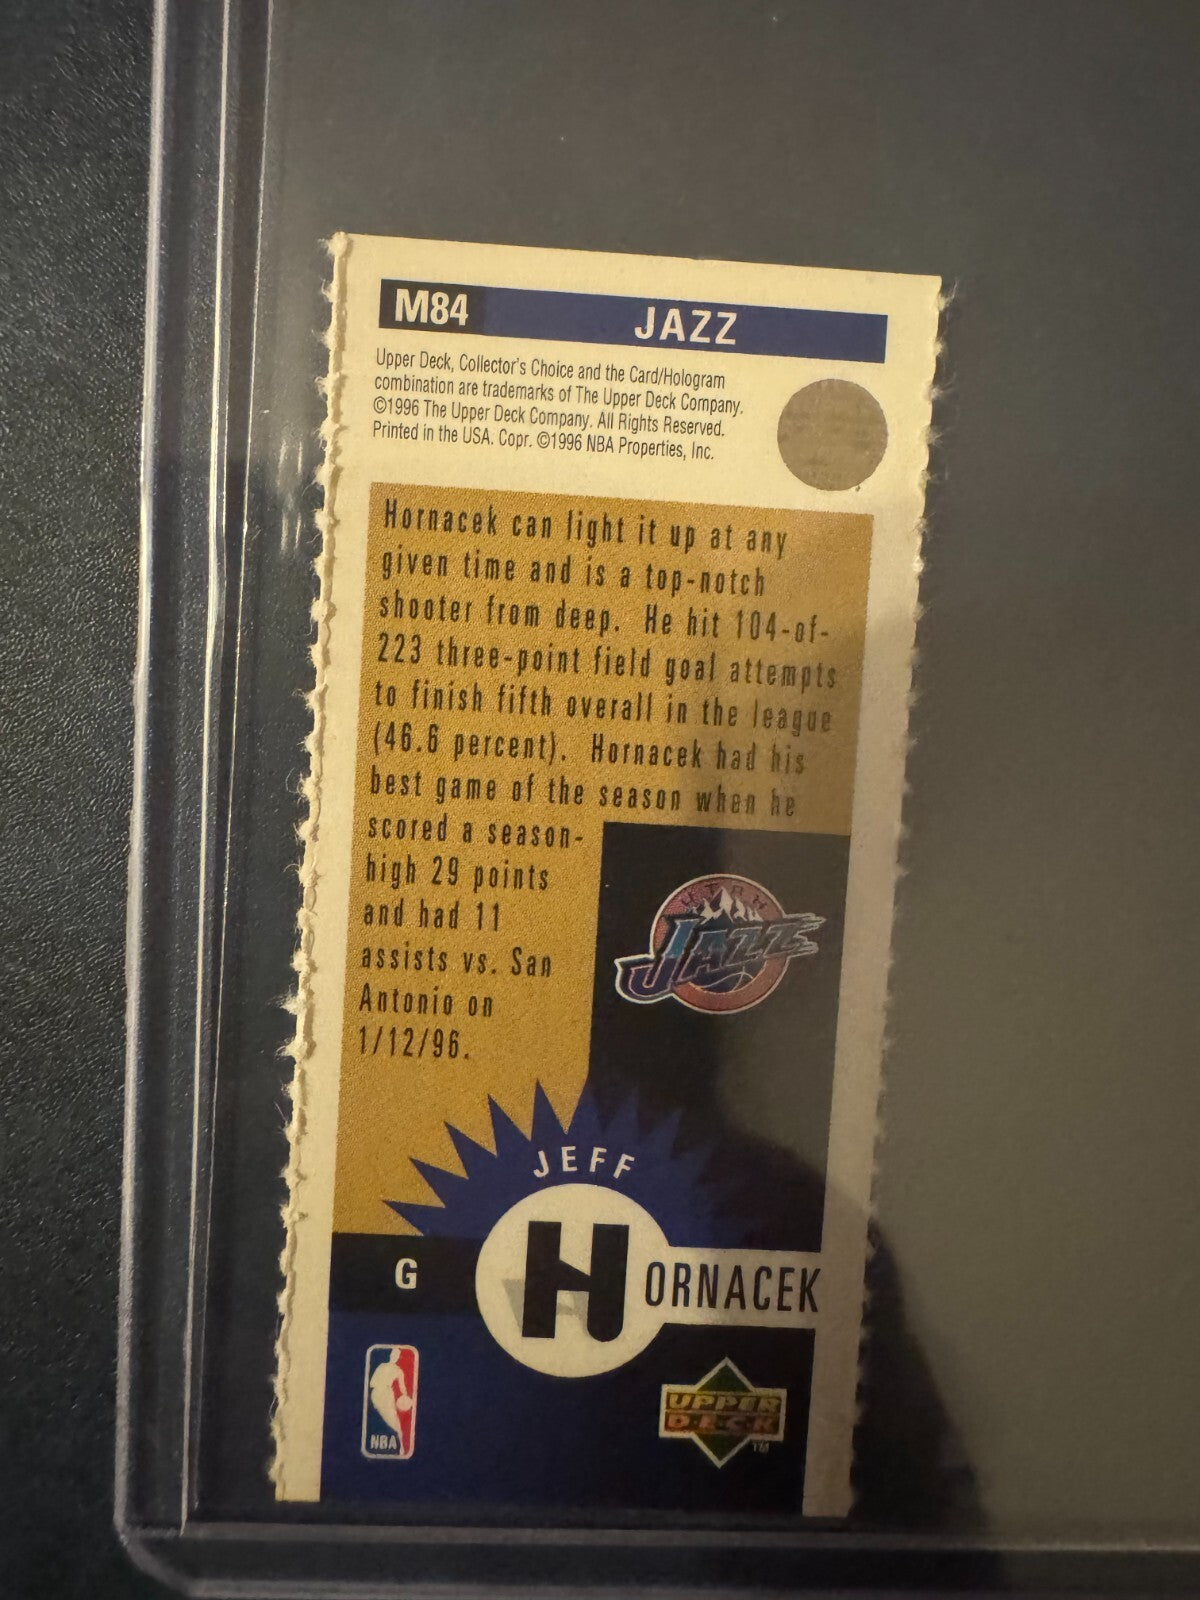 M84 JAZZ
Upper Deck, Collector's Choice and the Card/Hologram
combination are trademarks of The Upper Deck Company.
©1996 The Upper Deck Company. All Rights Reserved.
Printed in the USA. Copr. ©1996 NBA Properties, Inc.
Hornacek can light it up at any
given time and is a top-notch
shooter from deep. He hit 104-of-
223 three-point field goal attempts
to finish fifth overall in the league
(46.6 percent). Hornacek had his
best game of the season when he
scored a season-
high 29 points
and had 11
assists vs. San
Antonio on
1/12/96.
UTAH
JAZZ
JEFF
G HORNACEK
NBA
UPPER
DECK
TM